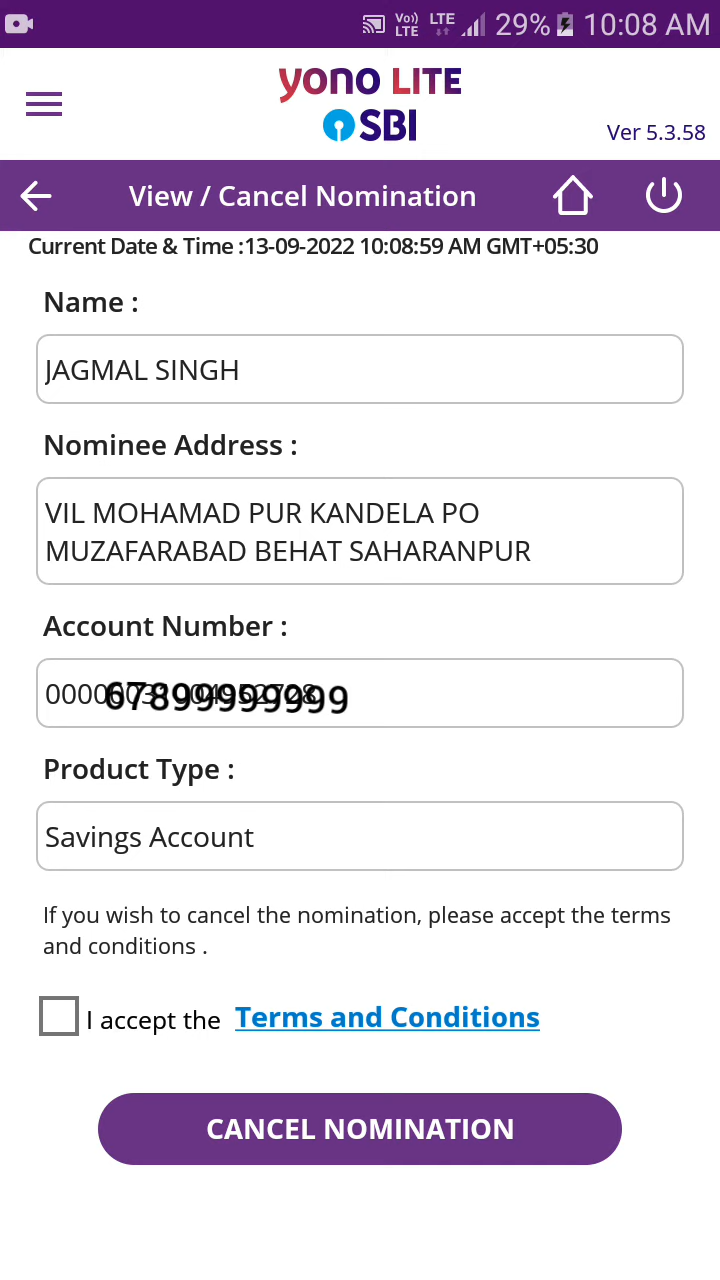 Vo)) LTE LTE 29% 10:08 AM
yono LITE
SBI
Ver 5.3.58
View / Cancel Nomination
Current Date & Time :13-09-2022 10:08:59 AM GMT+05:30
Name :
JAGMAL SINGH
Nominee Address :
VIL MOHAMAD PUR KANDELA PO
MUZAFARABAD BEHAT SAHARANPUR
Account Number :
67899999999
Product Type :
Savings Account
If you wish to cancel the nomination, please accept the terms
and conditions .
I accept the Terms and Conditions
CANCEL NOMINATION